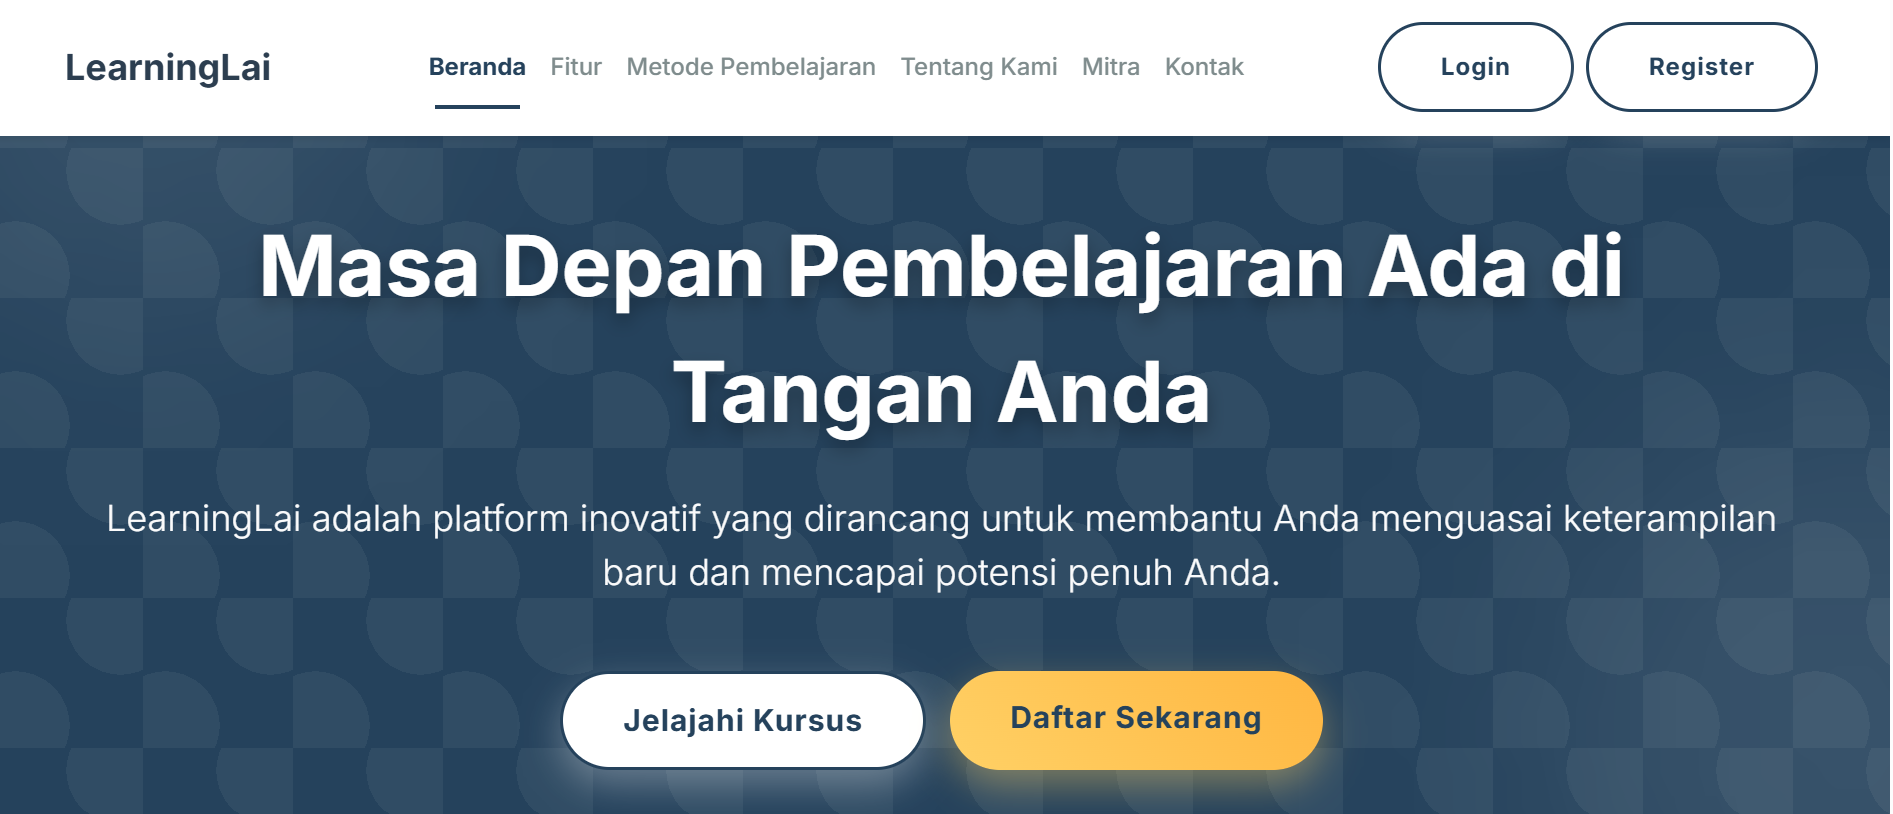 LearningLai
Beranda Fitur Metode Pembelajaran Tentang Kami Mitra Kontak
Login
Register
Masa Depan Pembelajaran Ada di
Tangan Anda
LearningLai adalah platform inovatif yang dirancang untuk membantu Anda menguasai keterampilan
baru dan mencapai potensi penuh Anda.
Jelajahi Kursus
Daftar Sekarang